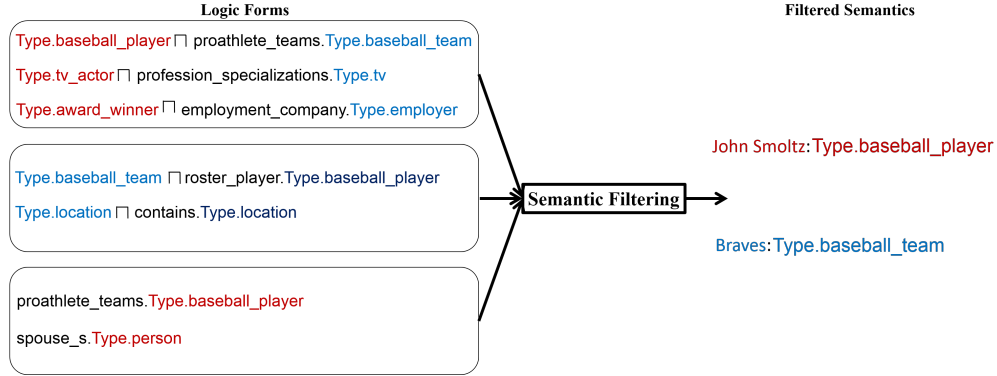 Logic Forms
Filtered Semantics
Type.baseball_player ⊓ proathlete_teams.Type.baseball_team
Type.tv_actor ⊓ profession_specializations.Type.tv
Type.award_winner ⊓ employment_company.Type.employer
John Smoltz:Type.baseball_player
Type.baseball_team ⊓ roster_player.Type.baseball_player
Semantic Filtering
Type.location ⊓ contains.Type.location
Braves:Type.baseball_team
proathlete_teams.Type.baseball_player
spouse_s.Type.person